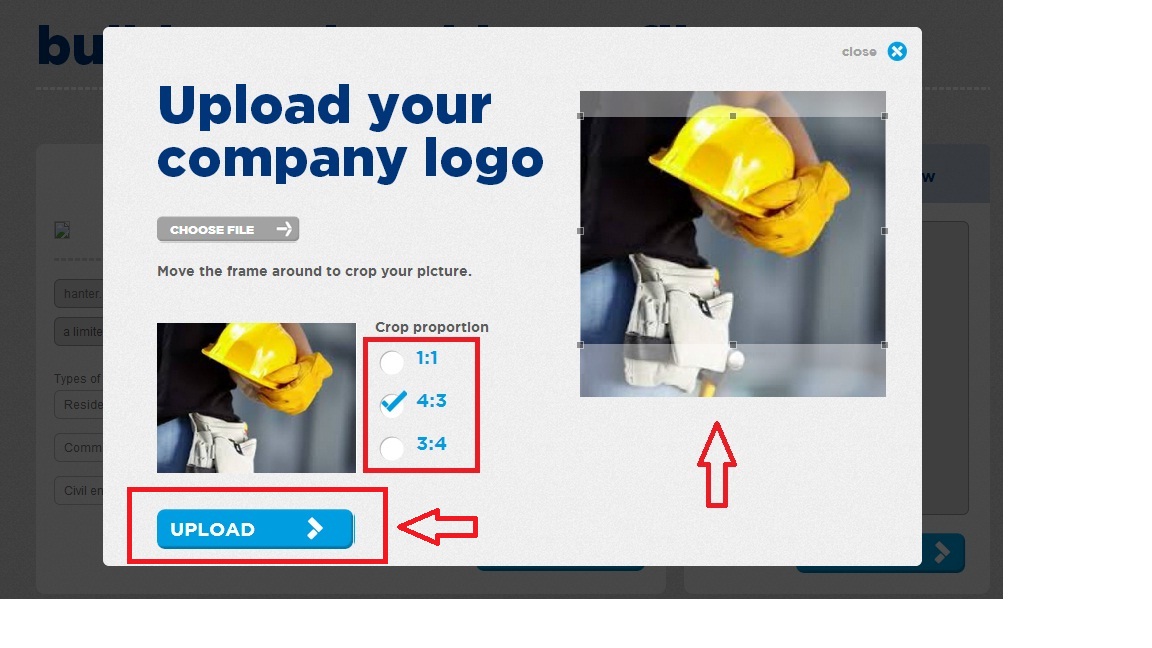 close
Upload your
company logo
CHOOSE FILE
Move the frame around to crop your picture.
Crop proportion
1:1
4:3
3:4
UPLOAD
hanter
a limite
Types of
Reside
Comm
Civil en
bu
w